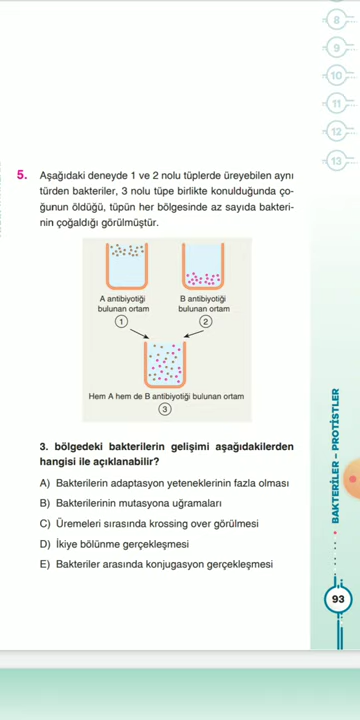 8
9
10
11
12
13
5. Aşağıdaki deneyde 1 ve 2 nolu tüplerde üreyebilen aynı
türden bakteriler, 3 nolu tüpe birlikte konulduğunda ço-
ğunun öldüğü, tüpün her bölgesinde az sayıda bakteri-
nin çoğaldığı görülmüştür.
A antibiyotiği
bulunan ortam
1
B antibiyotiği
bulunan ortam
2
Hem A hem de B antibiyotiği bulunan ortam
3
3. bölgedeki bakterilerin gelişimi aşağıdakilerden
hangisi ile açıklanabilir?
A) Bakterilerin adaptasyon yeteneklerinin fazla olması
B) Bakterilerinin mutasyona uğramaları
C) Üremeleri sırasında krossing over görülmesi
D) İkiye bölünme gerçekleşmesi
E) Bakteriler arasında konjugasyon gerçekleşmesi
BAKTERİLER – PROTİSTLER
93